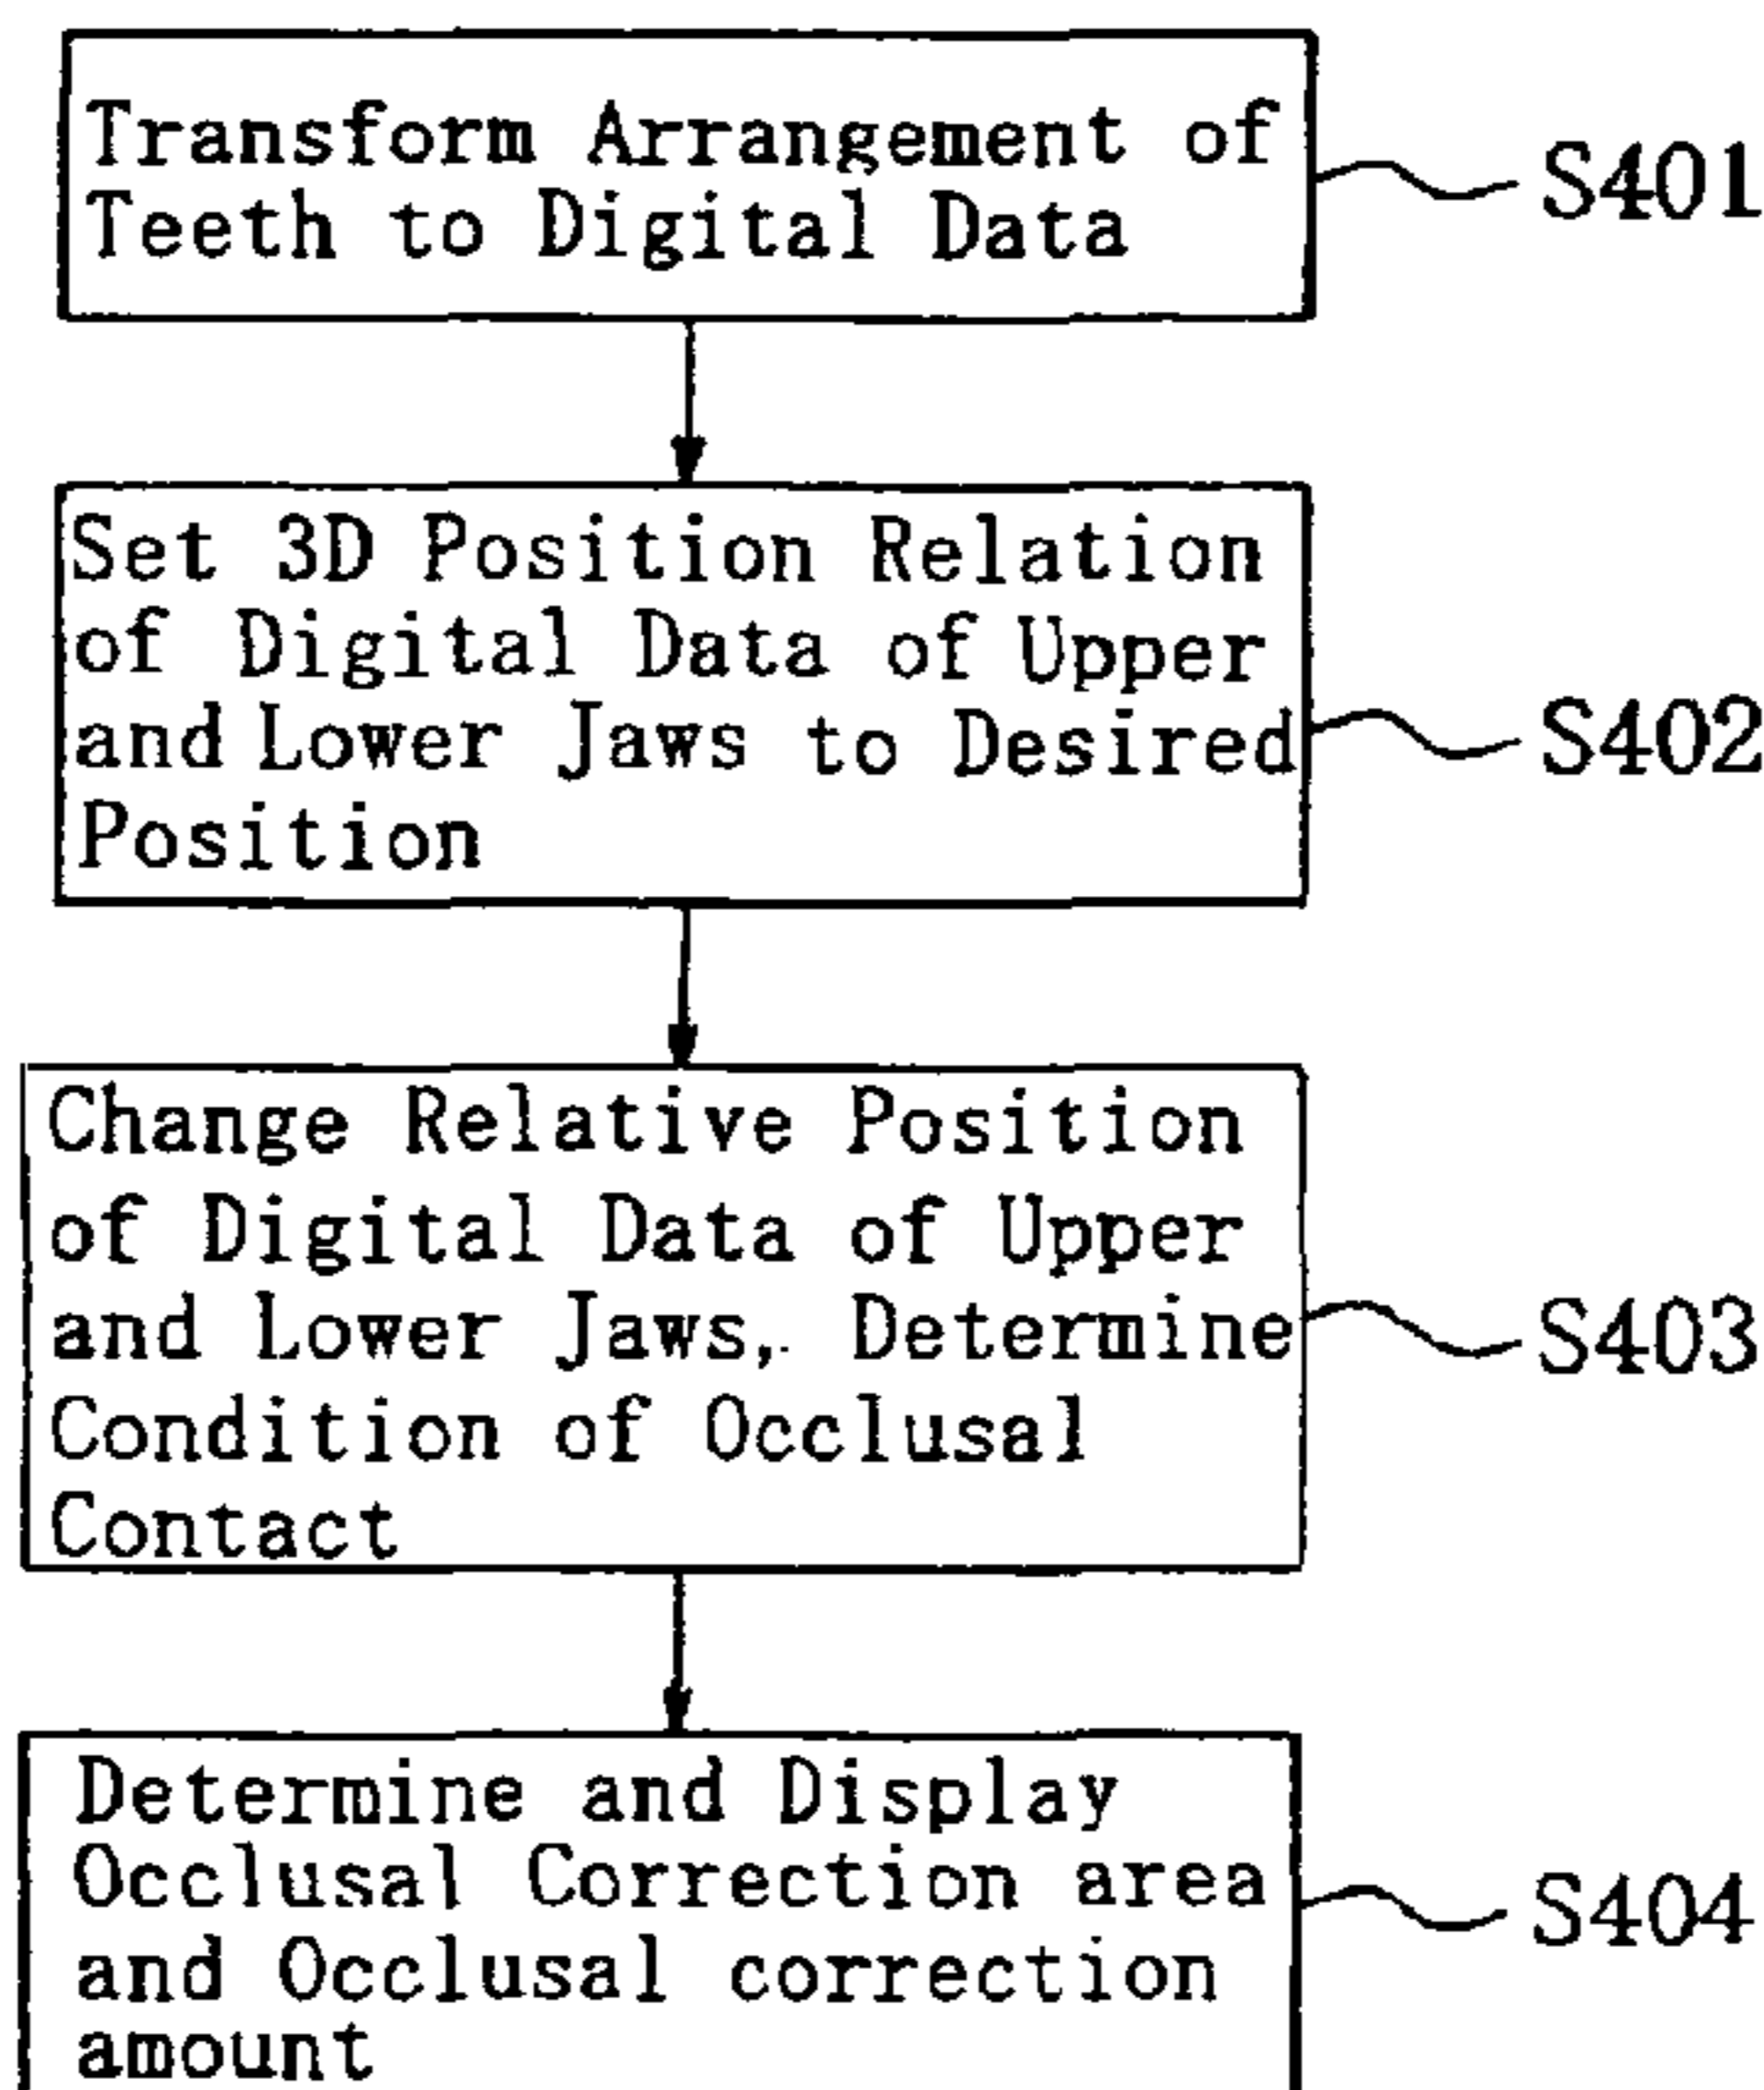 Transform Arrangement of
Teeth to Digital Data
S401
Set 3D Position Relation
of Digital Data of Upper
and Lower Jaws to Desired
Position
S402
Change Relative Position
of Digital Data of Upper
and Lower Jaws, Determine
Condition of Occlusal
Contact
S403
Determine and Display
Occlusal Correction area
and Occlusal correction
amount
S404